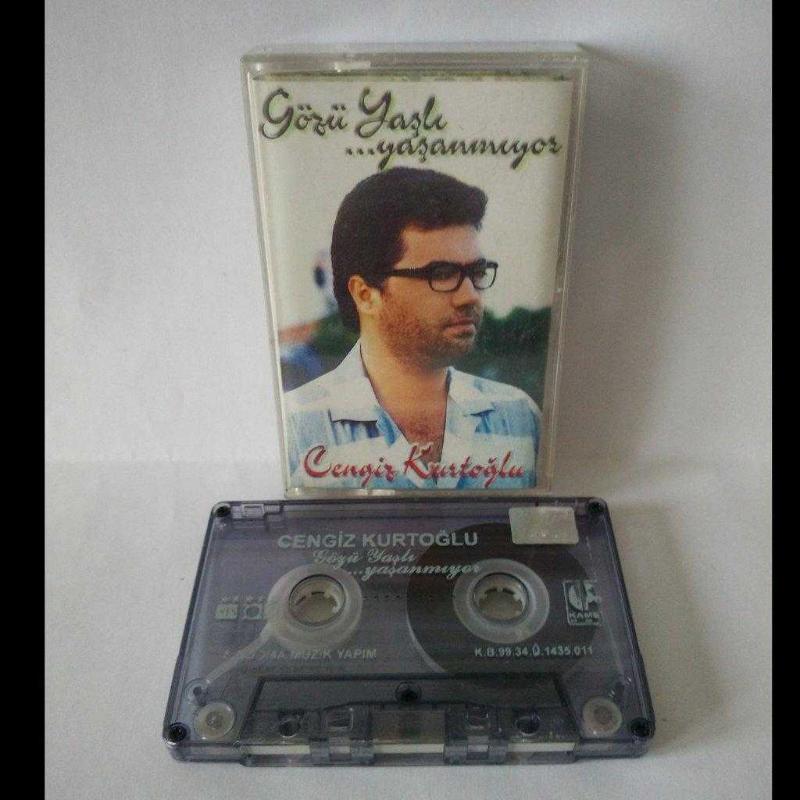 Gözü Yaşlı
...yaşanmıyor
Cengiz Kurtoğlu
CENGİZ KURTOĞLU
Gözü Yaşlı
...yaşanmıyor
MÜZİK YAPIM
K.B.99.34.Ü.1435.011